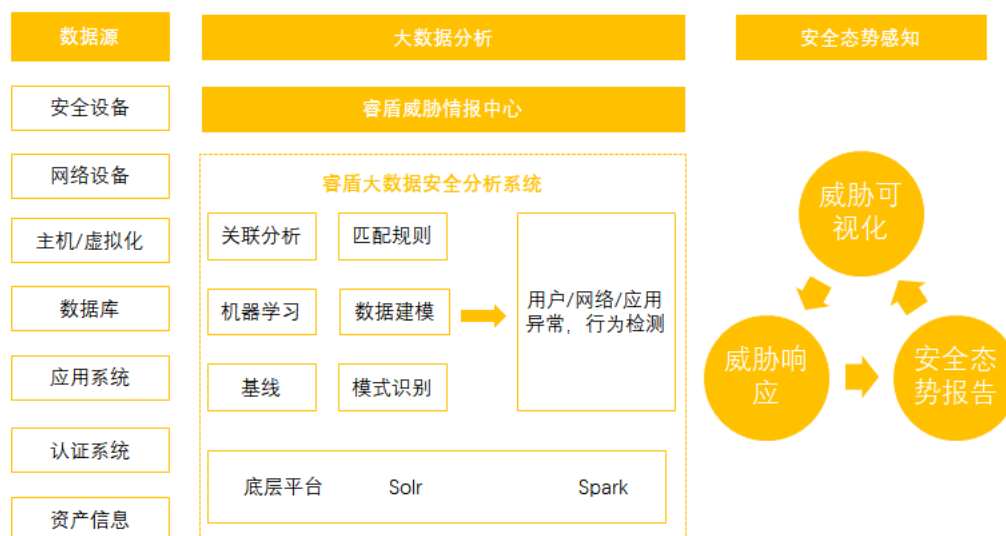 数据源
安全设备
网络设备
主机/虚拟化
数据库
应用系统
认证系统
资产信息
大数据分析
睿盾威胁情报中心
睿盾大数据安全分析系统
关联分析
匹配规则
机器学习
数据建模
基线
模式识别
用户/网络/应用
异常，行为检测
底层平台
Solr
Spark
安全态势感知
威胁可
视化
威胁响
应
安全态
势报告